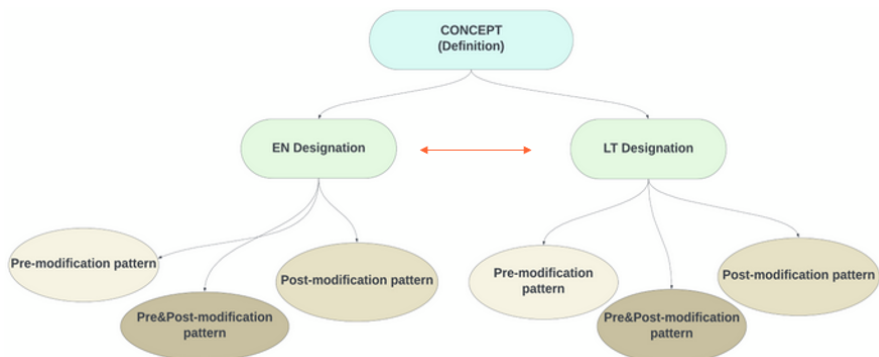 CONCEPT
(Definition)
EN Designation
LT Designation
Pre-modification pattern
Pre&Post-modification
pattern
Post-modification pattern
Pre-modification
pattern
Pre&Post-modification
pattern
Post-modification pattern